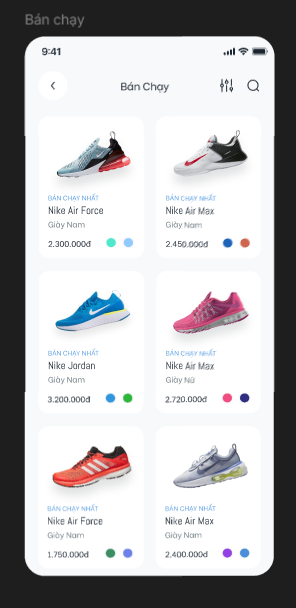 Bán chạy
9:41
Bán Chạy
BÁN CHẠY NHẤT
Nike Air Force
Giày Nam
2.300.000đ
BÁN CHẠY NHẤT
Nike Air Max
Giày Nam
2.450.000đ
BÁN CHẠY NHẤT
Nike Jordan
Giày Nam
3.200.000đ
BÁN CHẠY NHẤT
Nike Air Max
Giày Nữ
2.720.000đ
BÁN CHẠY NHẤT
Nike Air Force
Giày Nam
1.750.000đ
BÁN CHẠY NHẤT
Nike Air Max
Giày Nam
2.400.000đ